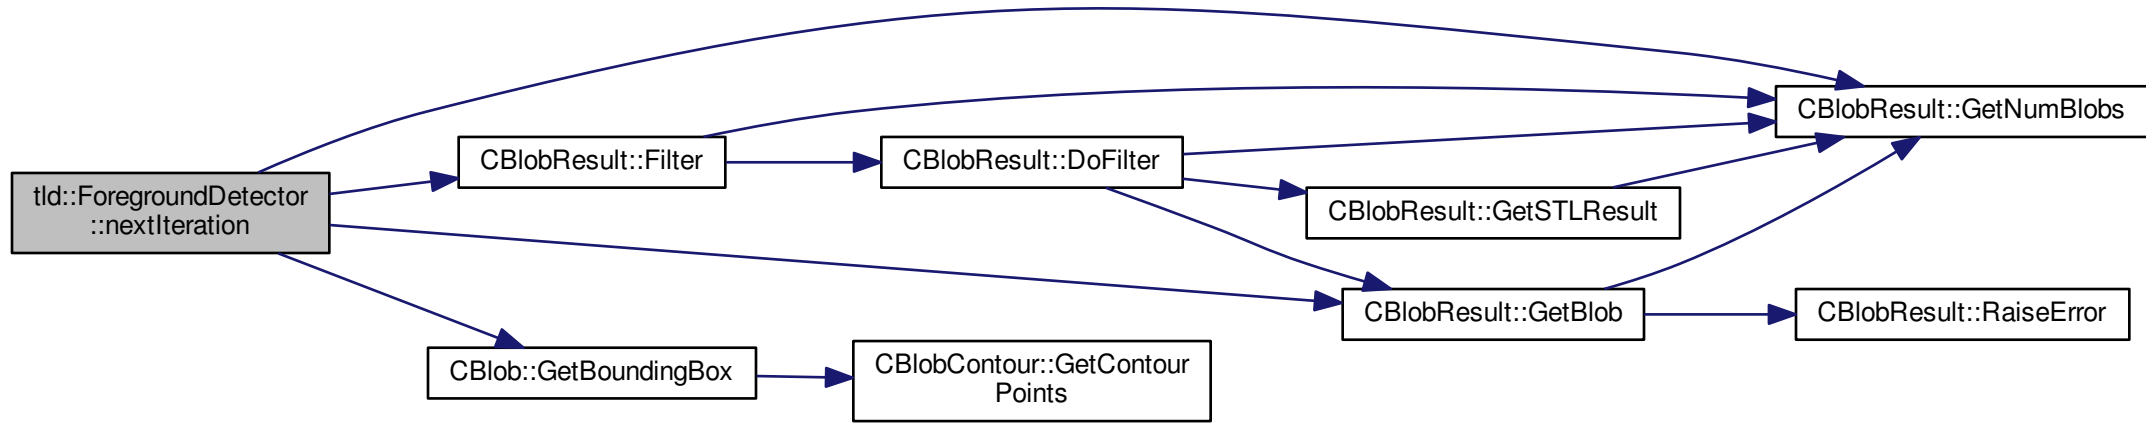 tld::ForegroundDetector
::nextIteration
CBlobResult::Filter
CBlobResult::DoFilter
CBlobResult::GetNumBlobs
CBlobResult::GetSTLResult
CBlobResult::GetBlob
CBlobResult::RaiseError
CBlob::GetBoundingBox
CBlobContour::GetContour
Points